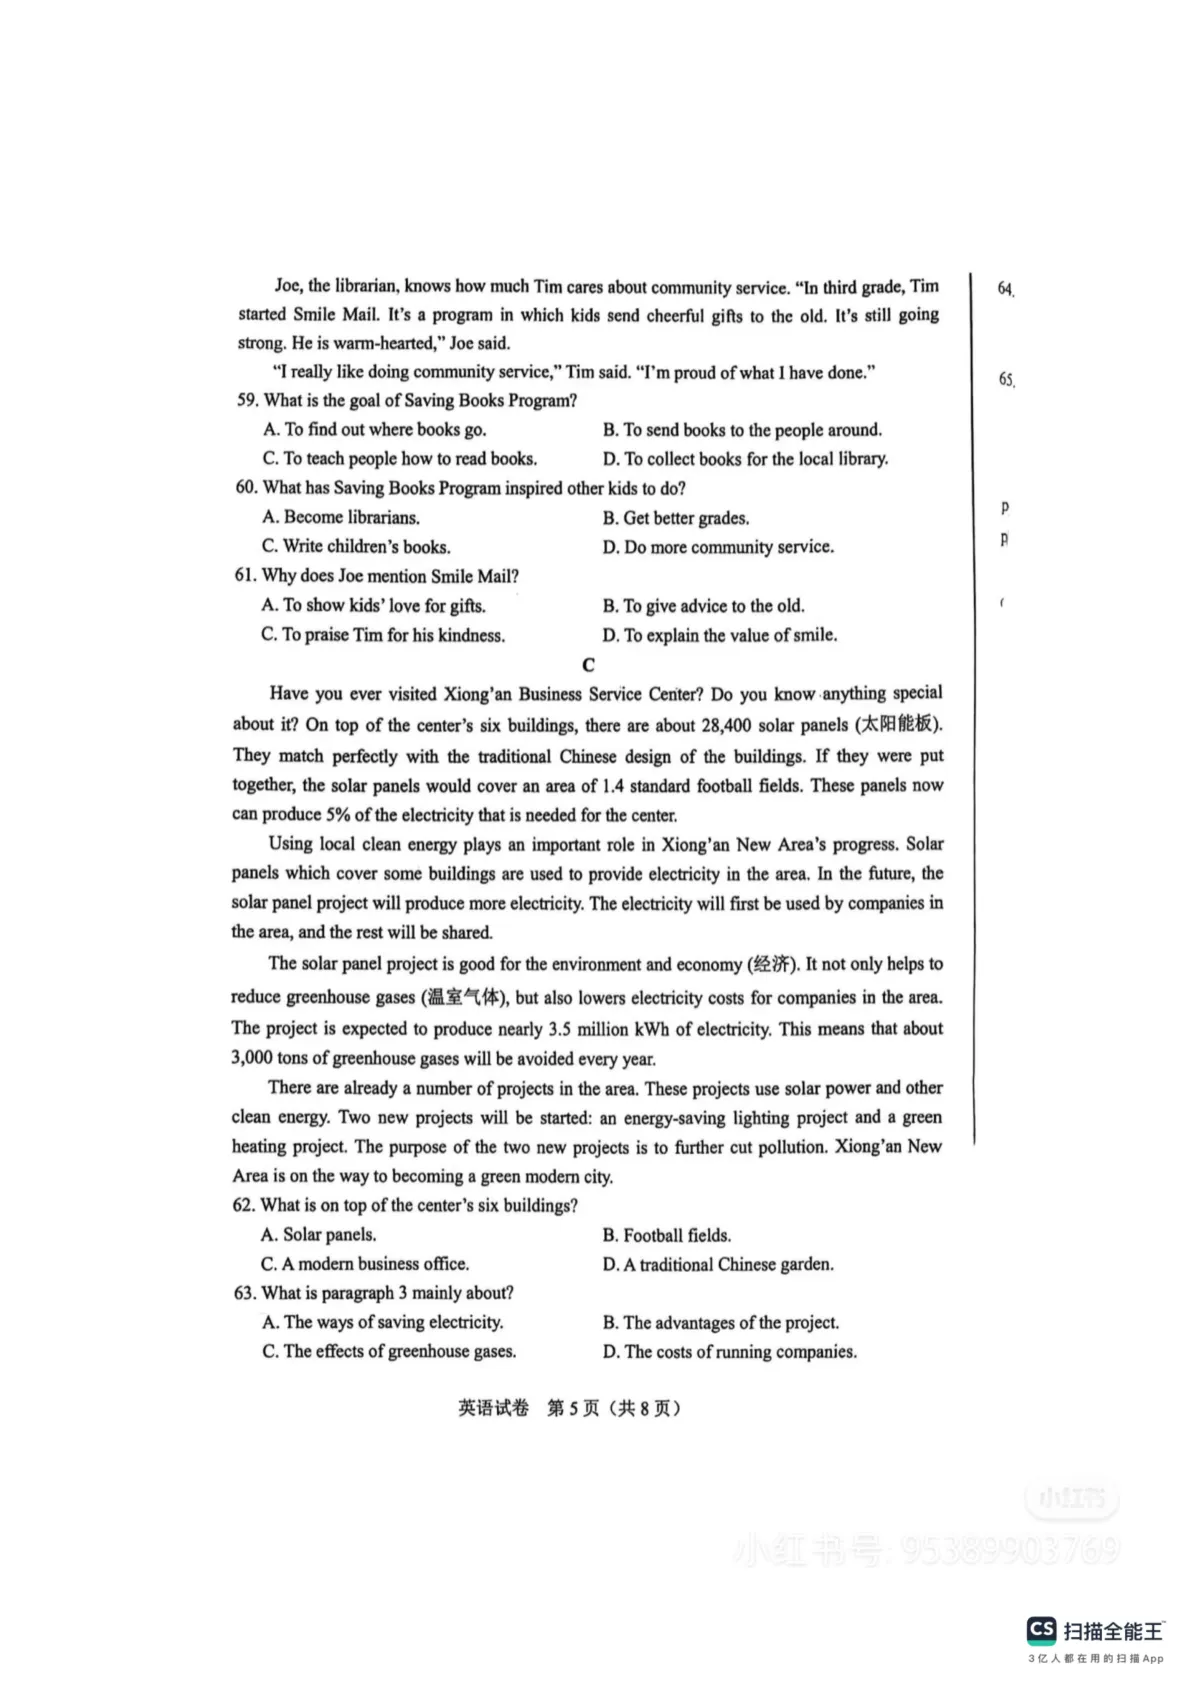 Joe, the librarian, knows how much Tim cares about community service. “In third grade, Tim
started Smile Mail. It’s a program in which kids send cheerful gifts to the old. It’s still going
strong. He is warm-hearted,” Joe said.
“I really like doing community service,” Tim said. “I’m proud of what I have done.”
59. What is the goal of Saving Books Program?
A. To find out where books go. B. To send books to the people around.
C. To teach people how to read books. D. To collect books for the local library.
60. What has Saving Books Program inspired other kids to do?
A. Become librarians. B. Get better grades.
C. Write children’s books. D. Do more community service.
61. Why does Joe mention Smile Mail?
A. To show kids’ love for gifts. B. To give advice to the old.
C. To praise Tim for his kindness. D. To explain the value of smile.
C
Have you ever visited Xiong’an Business Service Center? Do you know anything special
about it? On top of the center’s six buildings, there are about 28,400 solar panels (太阳能板).
They match perfectly with the traditional Chinese design of the buildings. If they were put
together, the solar panels would cover an area of 1.4 standard football fields. These panels now
can produce 5% of the electricity that is needed for the center.
Using local clean energy plays an important role in Xiong’an New Area’s progress. Solar
panels which cover some buildings are used to provide electricity in the area. In the future, the
solar panel project will produce more electricity. The electricity will first be used by companies in
the area, and the rest will be shared.
The solar panel project is good for the environment and economy (经济). It not only helps to
reduce greenhouse gases (温室气体), but also lowers electricity costs for companies in the area.
The project is expected to produce nearly 3.5 million kWh of electricity. This means that about
3,000 tons of greenhouse gases will be avoided every year.
There are already a number of projects in the area. These projects use solar power and other
clean energy. Two new projects will be started: an energy-saving lighting project and a green
heating project. The purpose of the two new projects is to further cut pollution. Xiong’an New
Area is on the way to becoming a green modern city.
62. What is on top of the center’s six buildings?
A. Solar panels. B. Football fields.
C. A modern business office. D. A traditional Chinese garden.
63. What is paragraph 3 mainly about?
A. The ways of saving electricity. B. The advantages of the project.
C. The effects of greenhouse gases. D. The costs of running companies.
英语试卷 第 5 页（共 8 页）
64.
65.
p
小红书
小红书号: 95389903769
CS 扫描全能王™
3亿人都在用的扫描App